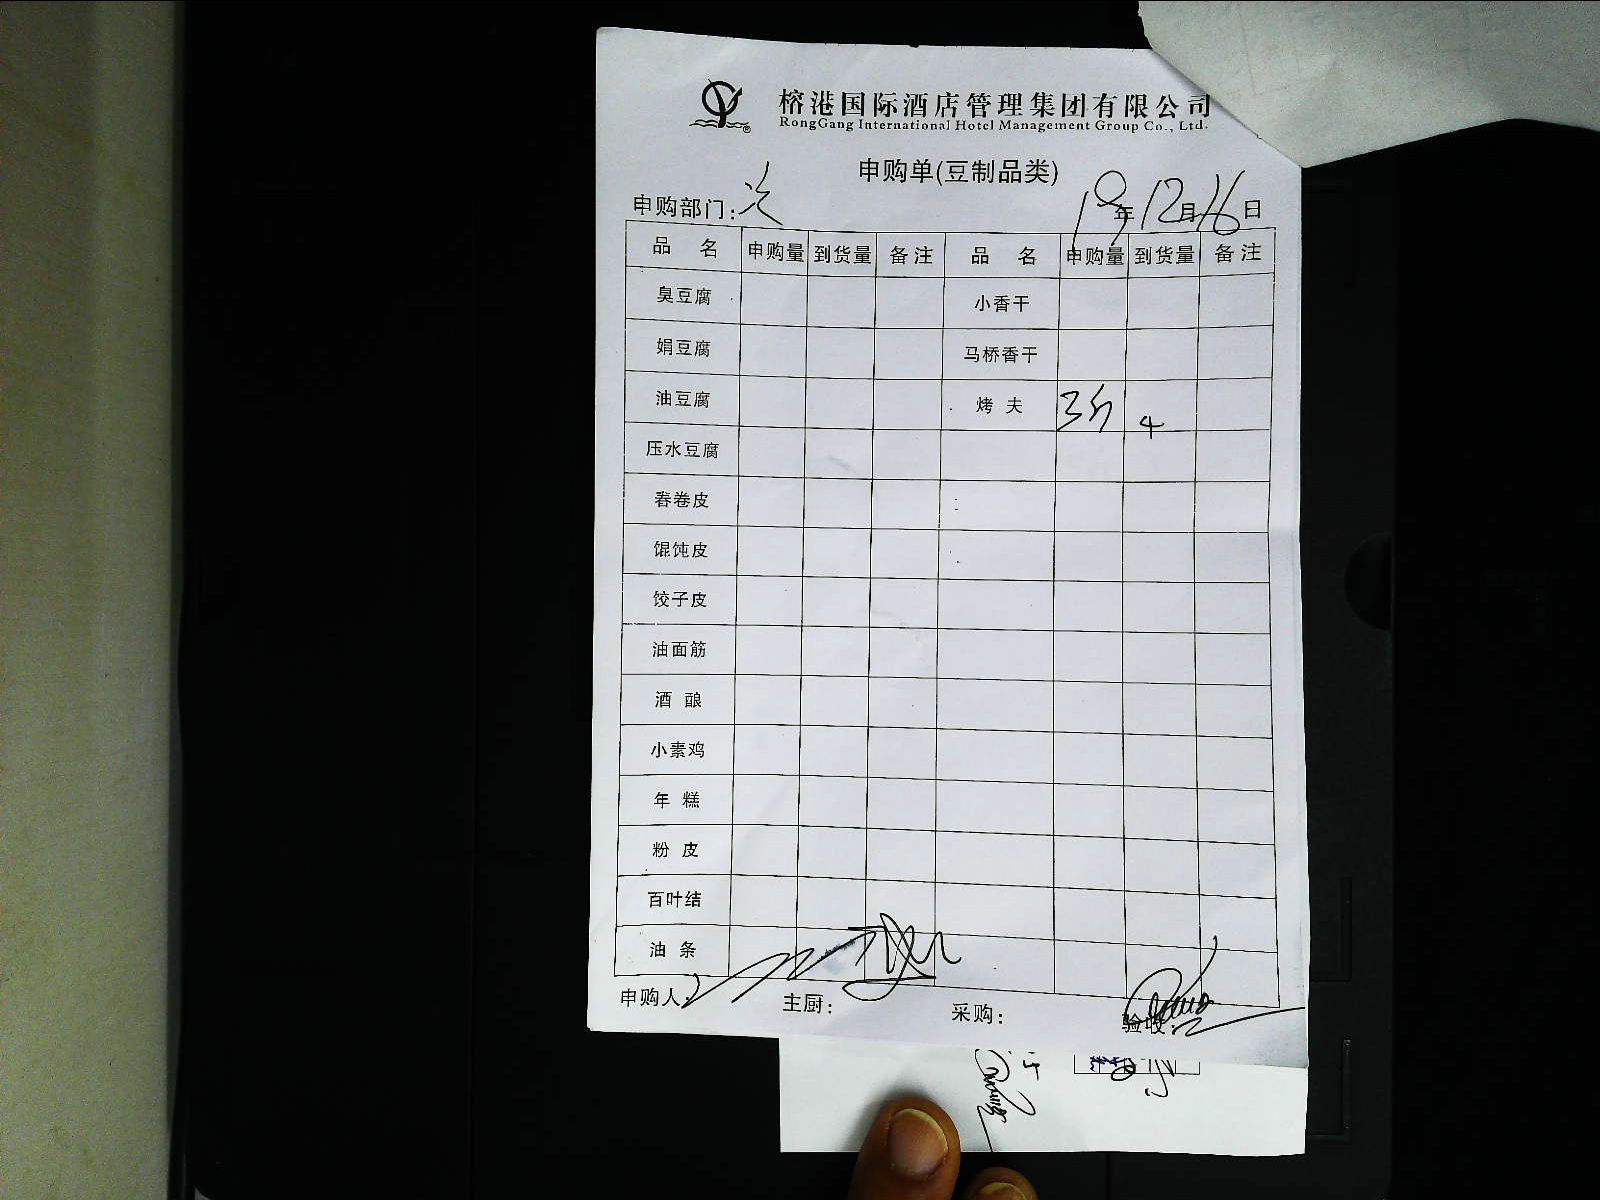 榕港国际酒店管理集团有限公司
RongGang International Hotel Management Group Co., Ltd.
申购单(豆制品类)
申购部门: 19年12月16日
品 名 申购量 到货量 备注 品 名 申购量 到货量 备注
臭豆腐 小香干
娟豆腐 马桥香干
油豆腐 烤夫 3斤 4
压水豆腐
春卷皮
馄饨皮
饺子皮
油面筋
酒酿
小素鸡
年糕
粉皮
百叶结
油条
申购人: 主厨: 采购: 验收: